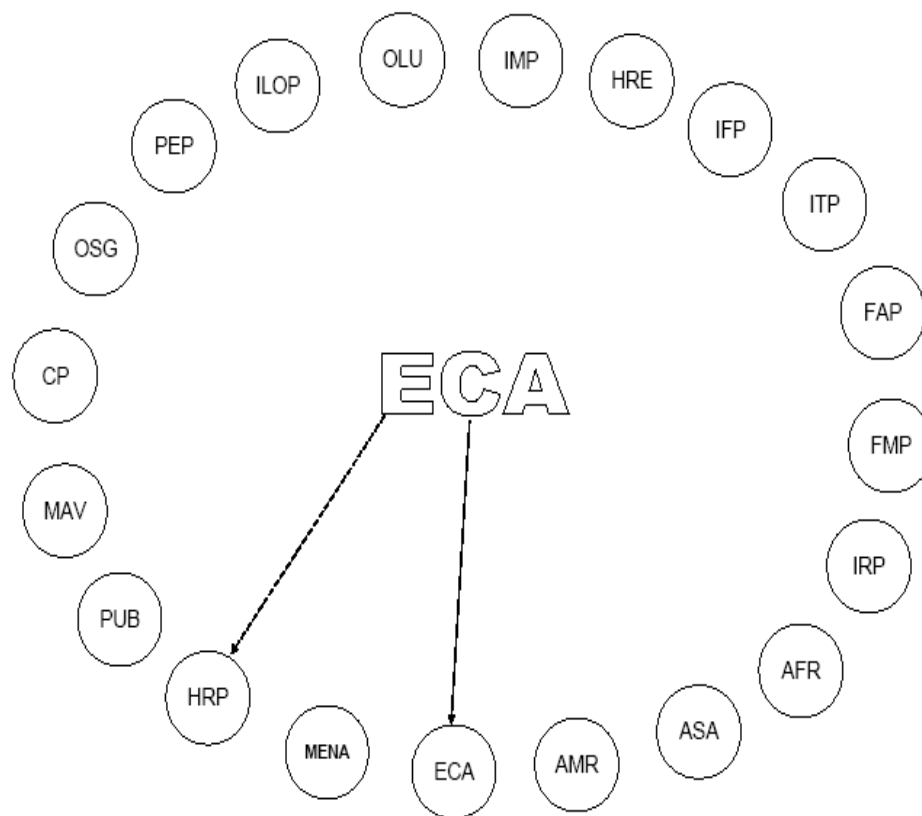 OLU
IMP
HRE
ILOP
IFP
PEP
ITP
OSG
FAP
CP
ECA
FMP
MAV
IRP
PUB
AFR
HRP
ASA
MENA
AMR
ECA